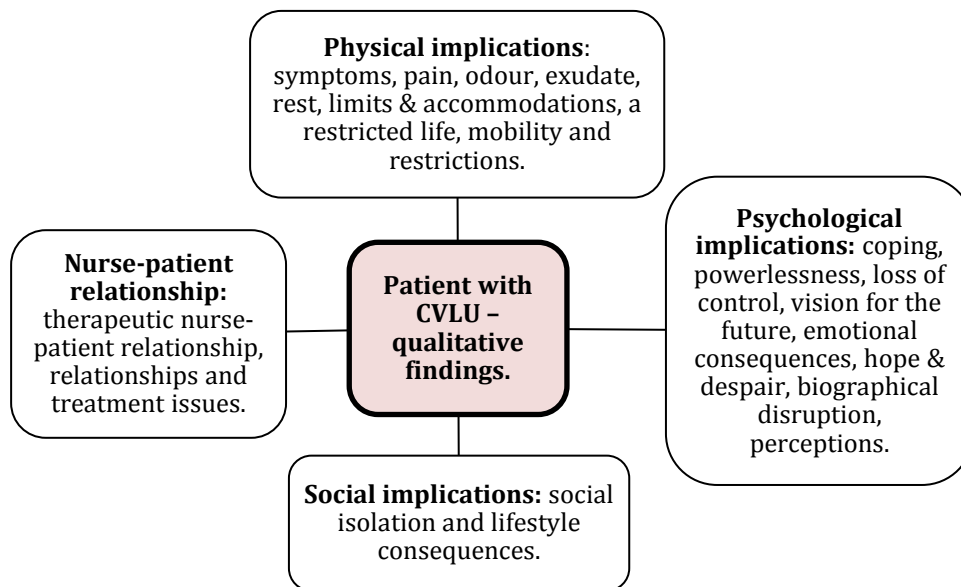 Physical implications:
symptoms, pain, odour, exudate,
rest, limits & accommodations, a
restricted life, mobility and
restrictions.
Nurse-patient
relationship:
therapeutic nurse-
patient relationship,
relationships and
treatment issues.
Patient with
CVLU –
qualitative
findings.
Psychological
implications: coping,
powerlessness, loss of
control, vision for the
future, emotional
consequences, hope &
despair, biographical
disruption,
perceptions.
Social implications: social
isolation and lifestyle
consequences.